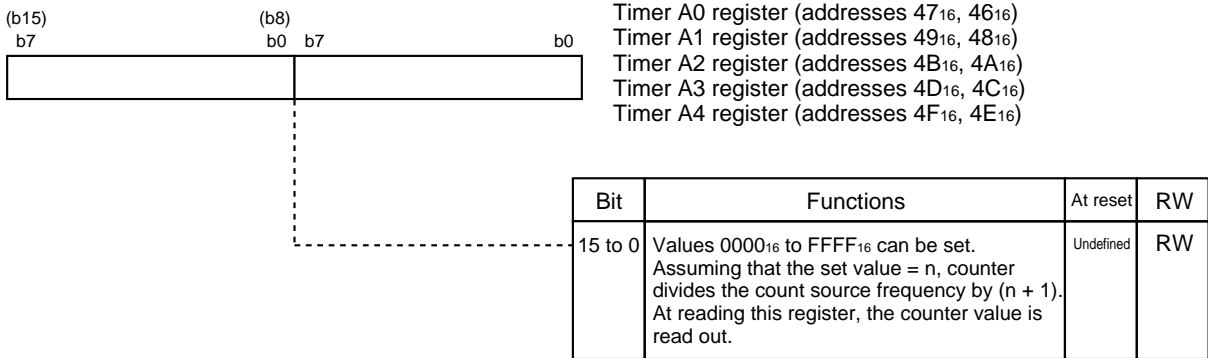 (b15) (b8)
b7 b0 b7 b0
Timer A0 register (addresses 47₁₆, 46₁₆)
Timer A1 register (addresses 49₁₆, 48₁₆)
Timer A2 register (addresses 4B₁₆, 4A₁₆)
Timer A3 register (addresses 4D₁₆, 4C₁₆)
Timer A4 register (addresses 4F₁₆, 4E₁₆)
Bit Functions At reset RW
15 to 0 Values 0000₁₆ to FFFF₁₆ can be set. Undefined RW
Assuming that the set value = n, counter
divides the count source frequency by (n + 1).
At reading this register, the counter value is
read out.